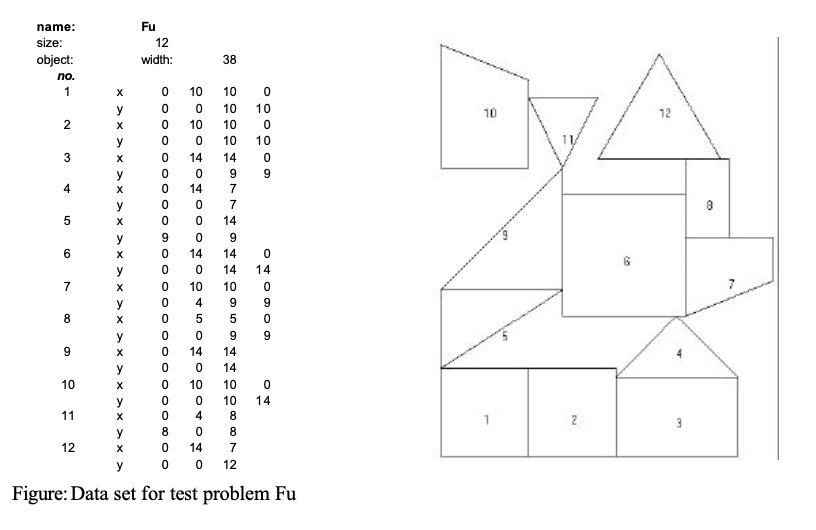 name: Fu
size: 12
object: width: 38
no.
1 x 0 10 10 0
y 0 0 10 10
2 x 0 10 10 0
y 0 0 10 10
3 x 0 14 14 0
y 0 0 9 9
4 x 0 14 7
y 0 0 7
5 x 0 0 14
y 9 0 9
6 x 0 14 14 0
y 0 0 14 14
7 x 0 10 10 0
y 0 4 9 9
8 x 0 5 5 0
y 0 0 9 9
9 x 0 14 14
y 0 0 14
10 x 0 10 10 0
y 0 0 10 14
11 x 0 4 8
y 8 0 8
12 x 0 14 7
y 0 0 12
Figure: Data set for test problem Fu
10
11
12
8
9
6
7
5
4
1
2
3